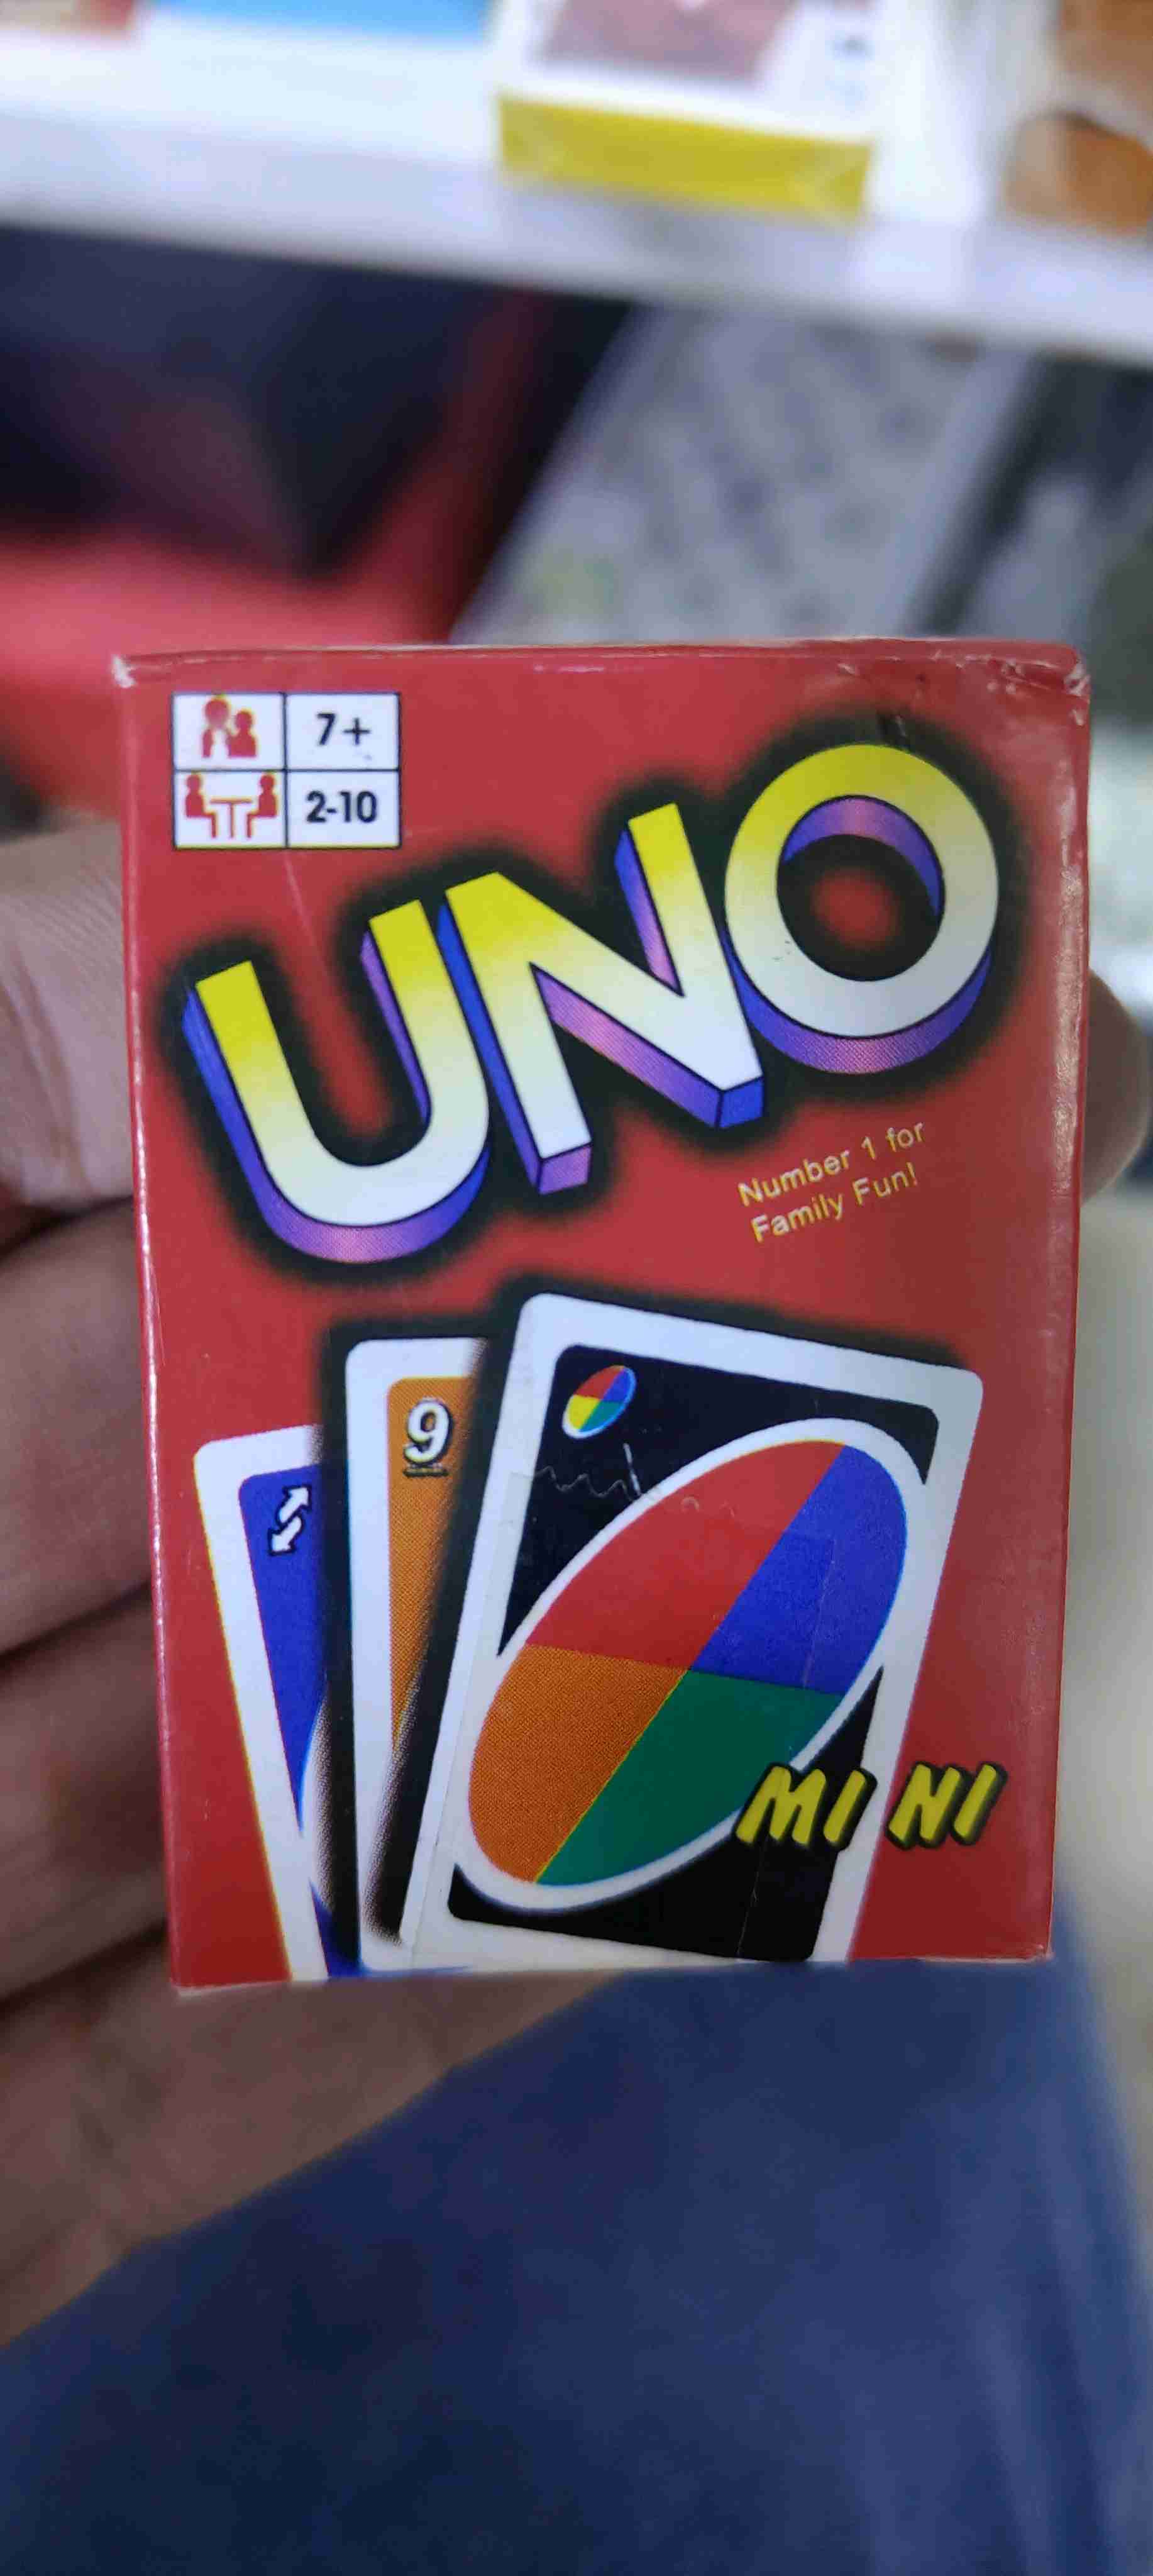 7+
2-10
UNO
Number 1 for
Family Fun!
9
MINI